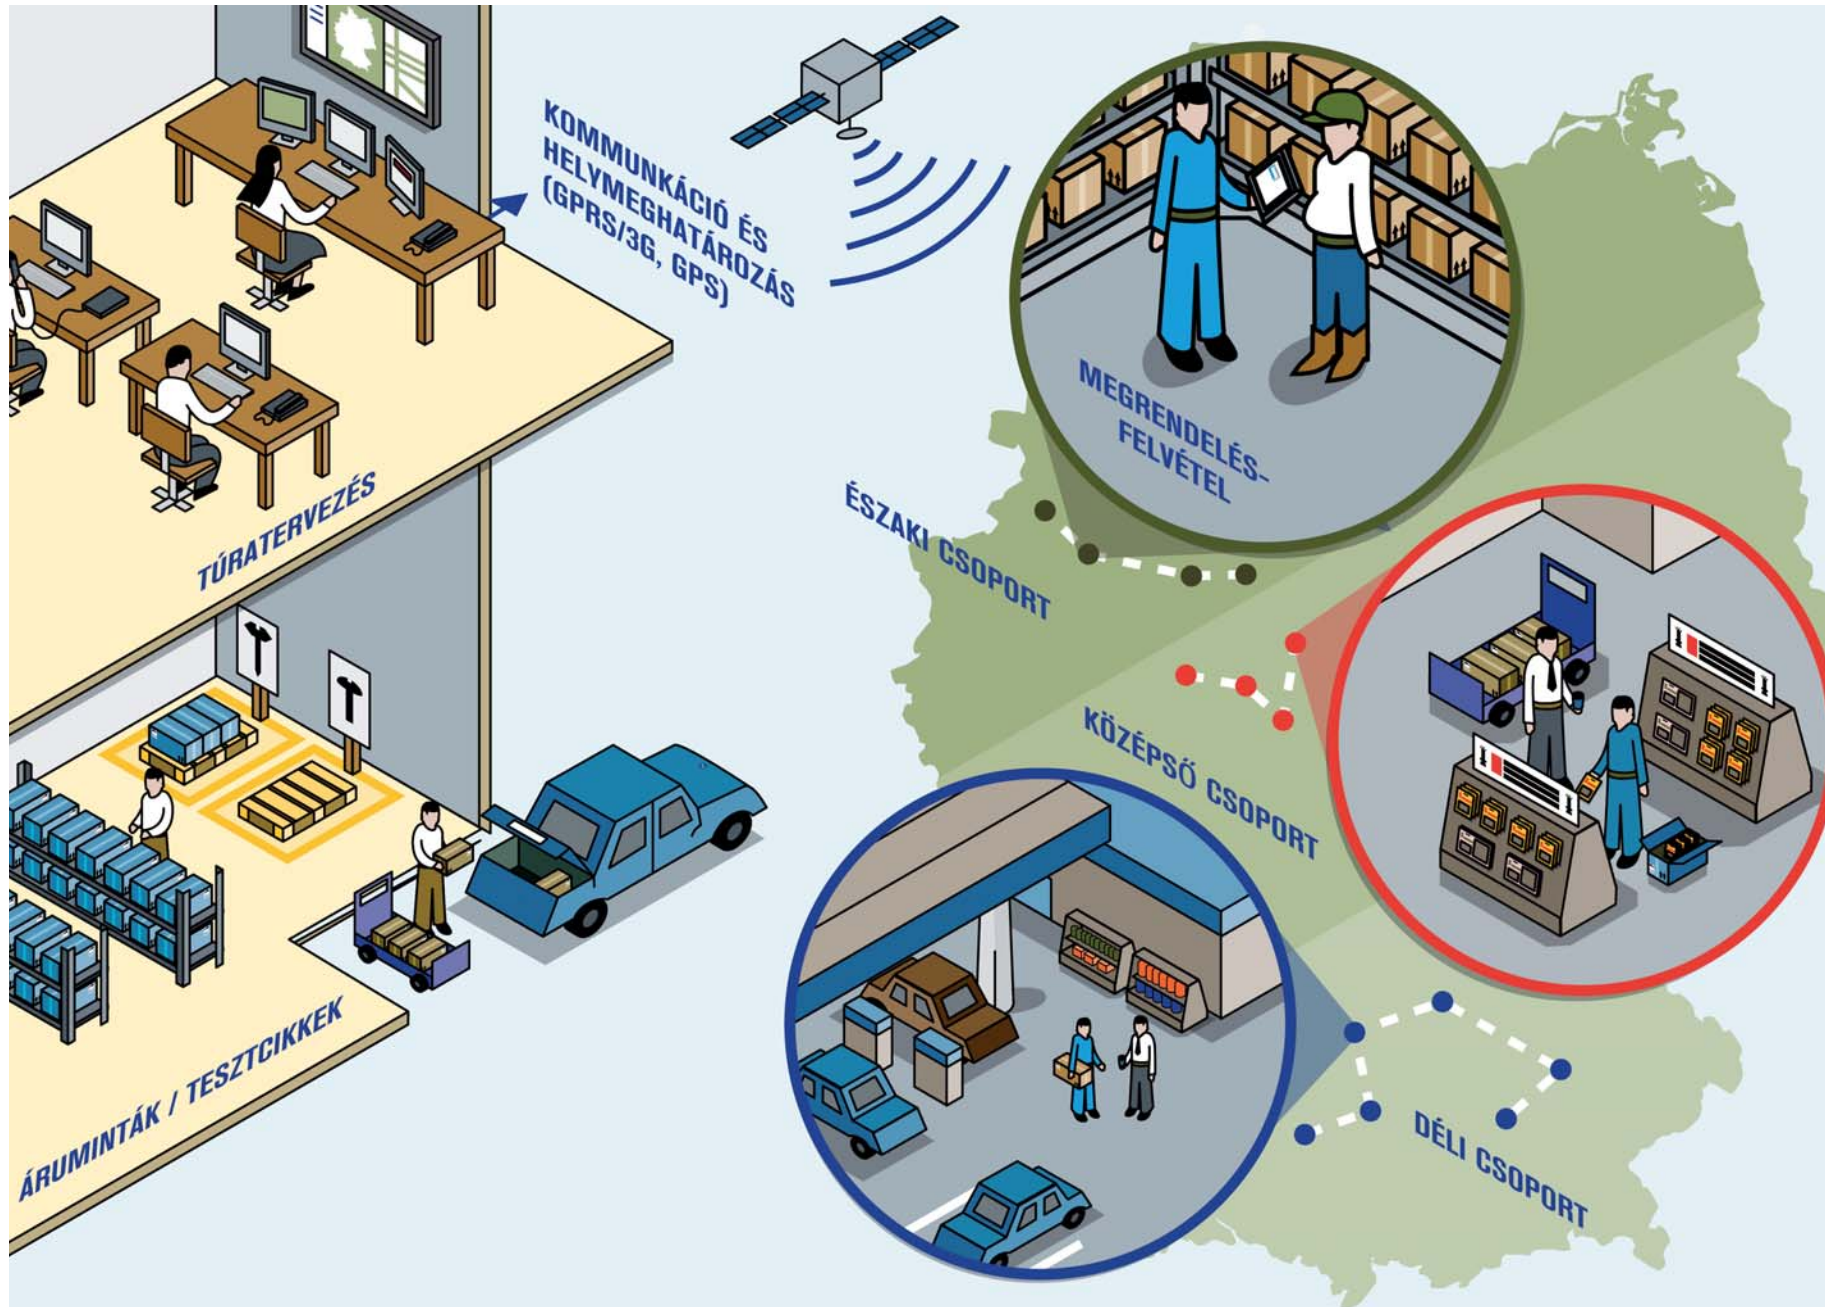 KOMMUNKÁCIÓ ÉS
HELYMEGHATÁROZÁS
(GPRS/3G, GPS)
MEGRENDELÉS-
FELVÉTEL
ÉSZAKI CSOPORT
TÚRATERVEZÉS
KÖZÉPSŐ CSOPORT
ÁRUMINTÁK / TESZTCIKKEK
DÉLI CSOPORT